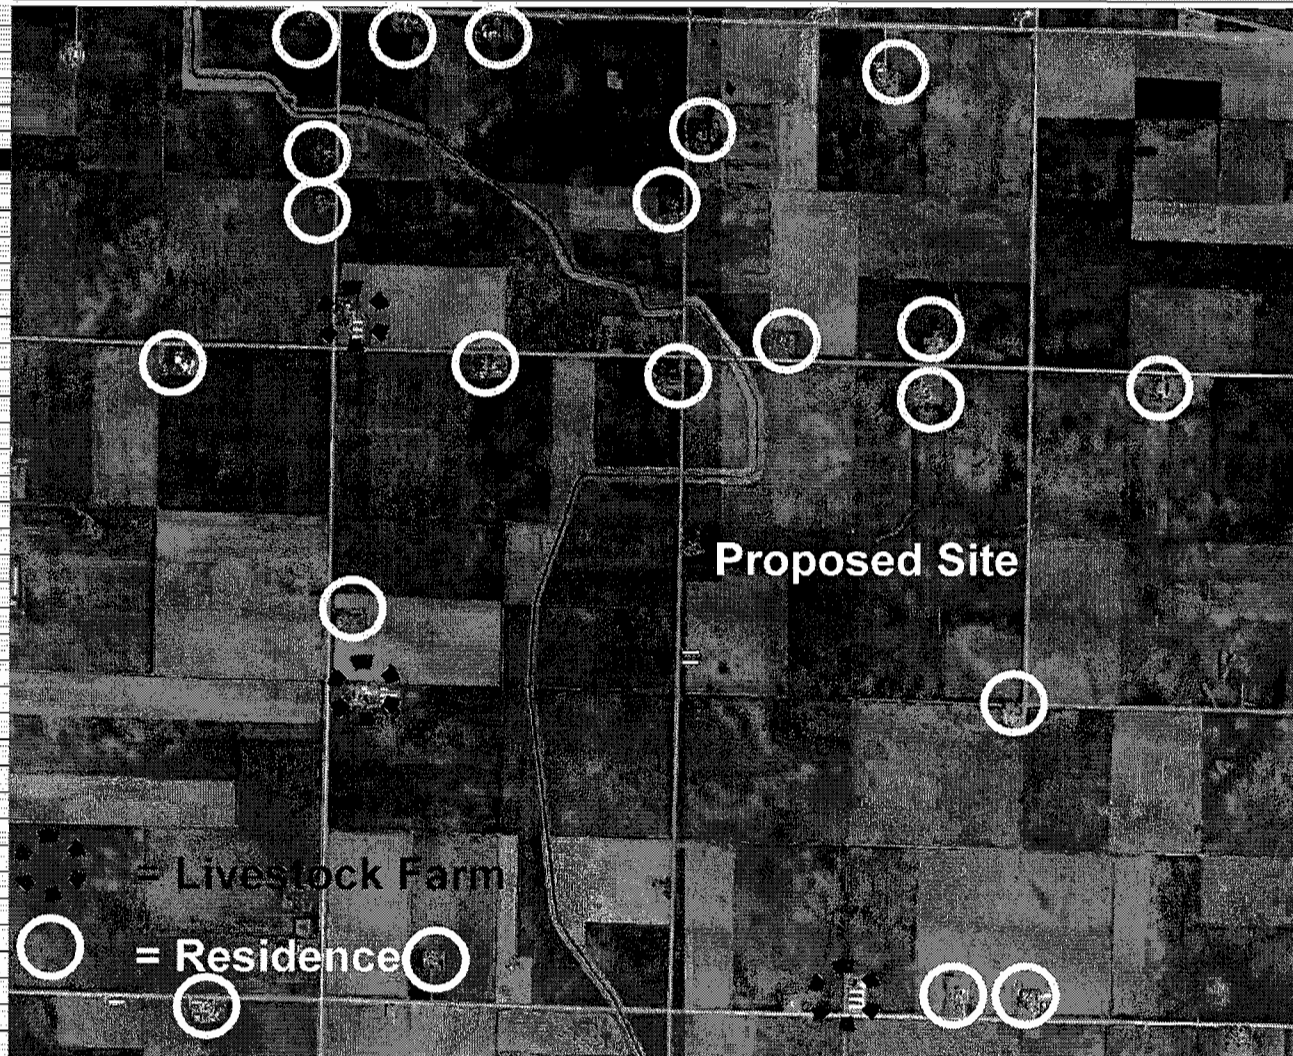 Proposed Site
= Livestock Farm
= Residence